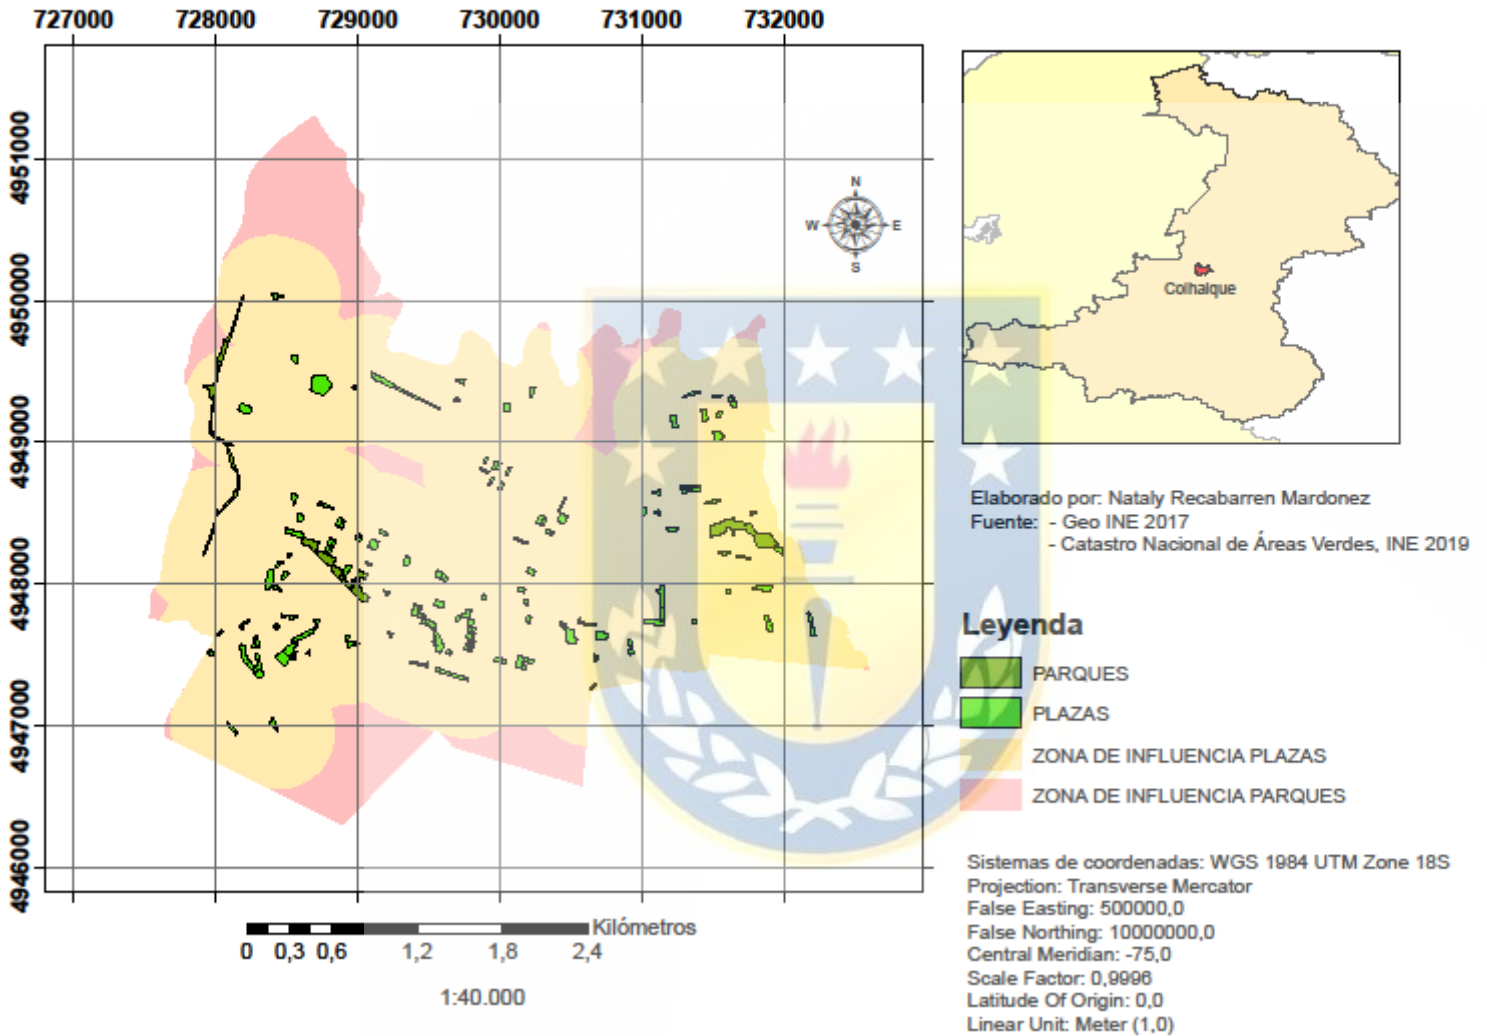 727000 728000 729000 730000 731000 732000
4951000
4950000
4949000
4948000
4947000
4946000
N
W E
S
Coihaique
Elaborado por: Nataly Recabarren Mardonez
Fuente: - Geo INE 2017
- Catastro Nacional de Áreas Verdes, INE 2019
Leyenda
PARQUES
PLAZAS
ZONA DE INFLUENCIA PLAZAS
ZONA DE INFLUENCIA PARQUES
Sistemas de coordenadas: WGS 1984 UTM Zone 18S
Projection: Transverse Mercator
False Easting: 500000,0
False Northing: 10000000,0
Central Meridian: -75,0
Scale Factor: 0,9996
Latitude Of Origin: 0,0
Linear Unit: Meter (1,0)
Kilómetros
0 0,3 0,6 1,2 1,8 2,4
1:40.000